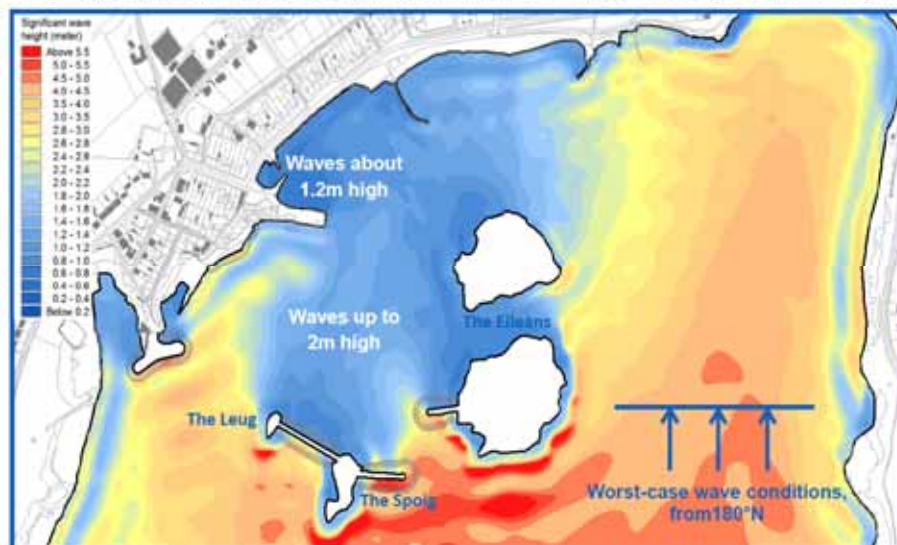 Significant wave
height (meter)
Above 5.5
5.0 - 5.5
4.5 - 5.0
4.0 - 4.5
3.5 - 4.0
3.0 - 3.5
2.8 - 3.0
2.6 - 2.8
2.4 - 2.6
2.2 - 2.4
2.0 - 2.2
1.8 - 2.0
1.6 - 1.8
1.4 - 1.6
1.2 - 1.4
1.0 - 1.2
0.8 - 1.0
0.6 - 0.8
0.4 - 0.6
0.2 - 0.4
Below 0.2
Waves about
1.2m high
Waves up to
2m high
The Eileans
The Leug
The Spoig
Worst-case wave conditions,
from180°N